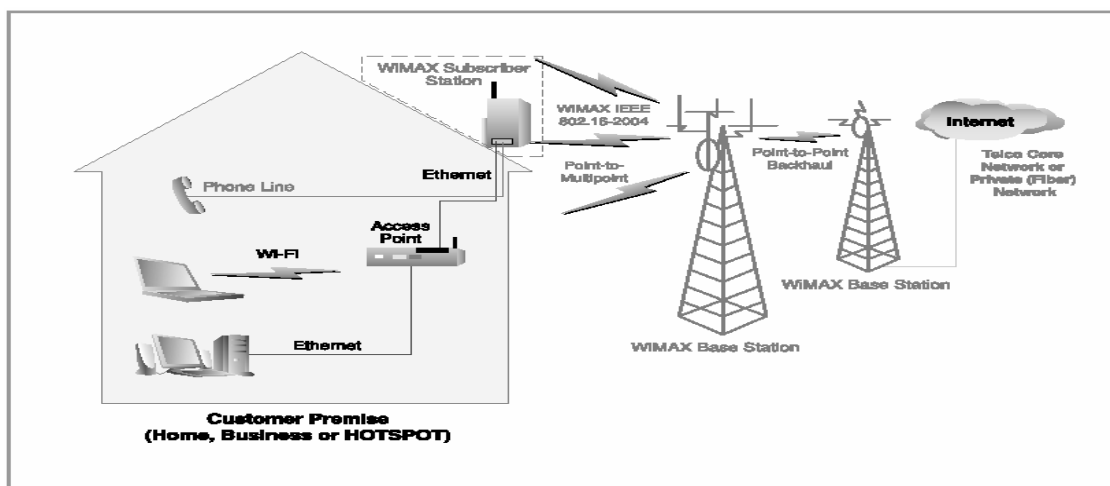 WiMAX Subscriber
Station
WiMAX IEEE
802.16-2004
Internet
Ethernet
Point-to-
Multipoint
Point-to-Point
Backhaul
Telco Core
Network or
Private (Fiber)
Network
Phone Line
Access
Point
Wi-Fi
WiMAX Base Station
Ethernet
WiMAX Base Station
Customer Premise
(Home, Business or HOTSPOT)